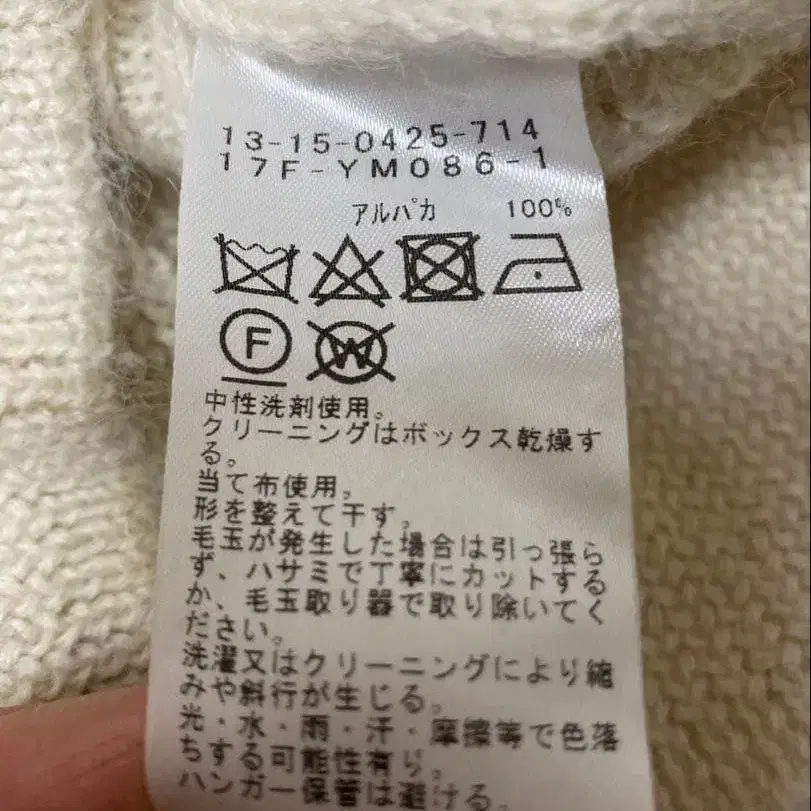 13-15-0425-714
17F-YM086-1
アルパカ 100%
F W
中性洗剤使用。
クリーニングはボックス乾燥す
る。
当て布使用。
形を整えて干す。
毛玉が発生した場合は引っ張ら
ず、ハサミで丁寧にカットする
か、毛玉取り器で取り除いてく
ださい。
洗濯又はクリーニングにより縮
みや斜行が生じる。
光・水・雨・汗・摩擦等で色落
ちする可能性有り。
ハンガー保管は避ける。